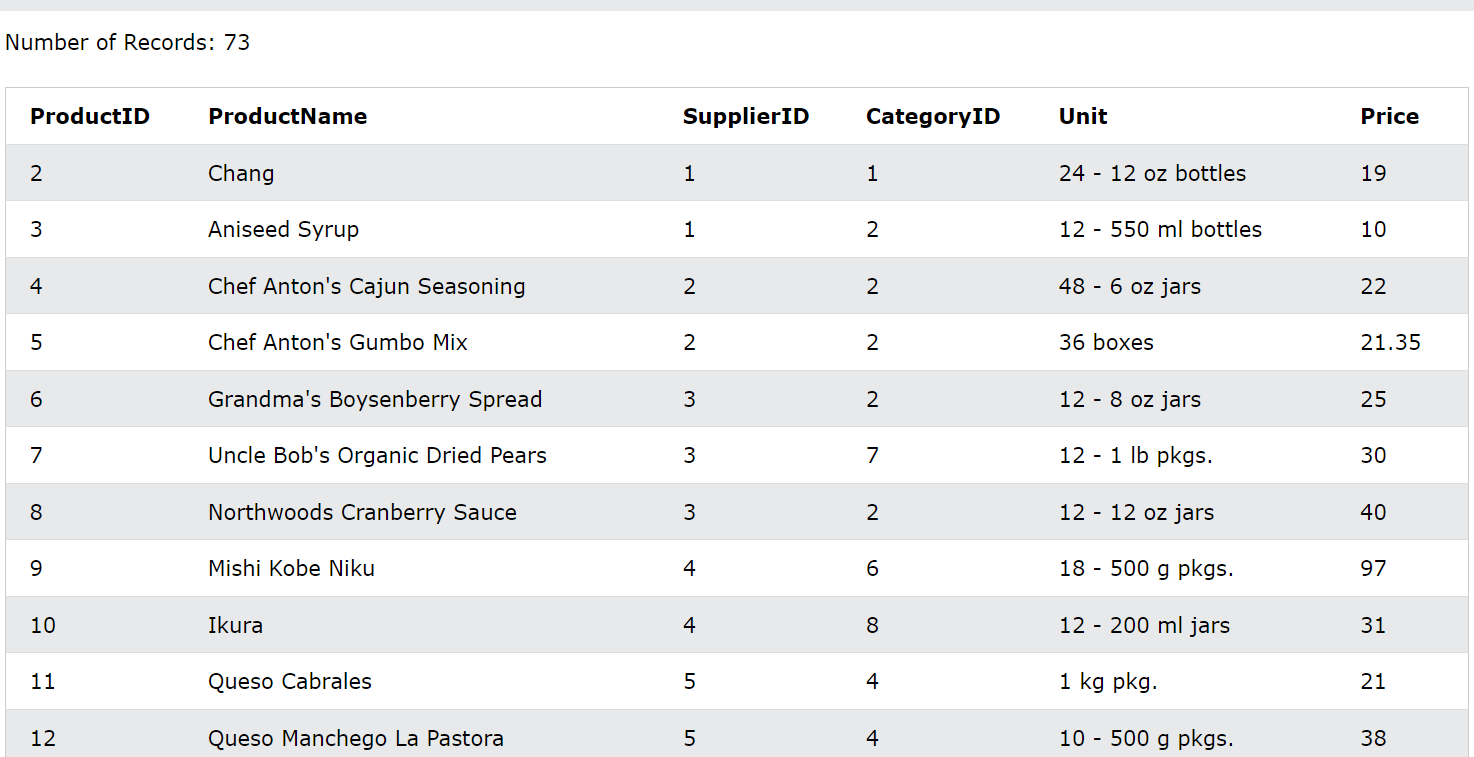 Number of Records: 73
ProductID ProductName SupplierID CategoryID Unit Price
2 Chang 1 1 24 - 12 oz bottles 19
3 Aniseed Syrup 1 2 12 - 550 ml bottles 10
4 Chef Anton's Cajun Seasoning 2 2 48 - 6 oz jars 22
5 Chef Anton's Gumbo Mix 2 2 36 boxes 21.35
6 Grandma's Boysenberry Spread 3 2 12 - 8 oz jars 25
7 Uncle Bob's Organic Dried Pears 3 7 12 - 1 lb pkgs. 30
8 Northwoods Cranberry Sauce 3 2 12 - 12 oz jars 40
9 Mishi Kobe Niku 4 6 18 - 500 g pkgs. 97
10 Ikura 4 8 12 - 200 ml jars 31
11 Queso Cabrales 5 4 1 kg pkg. 21
12 Queso Manchego La Pastora 5 4 10 - 500 g pkgs. 38